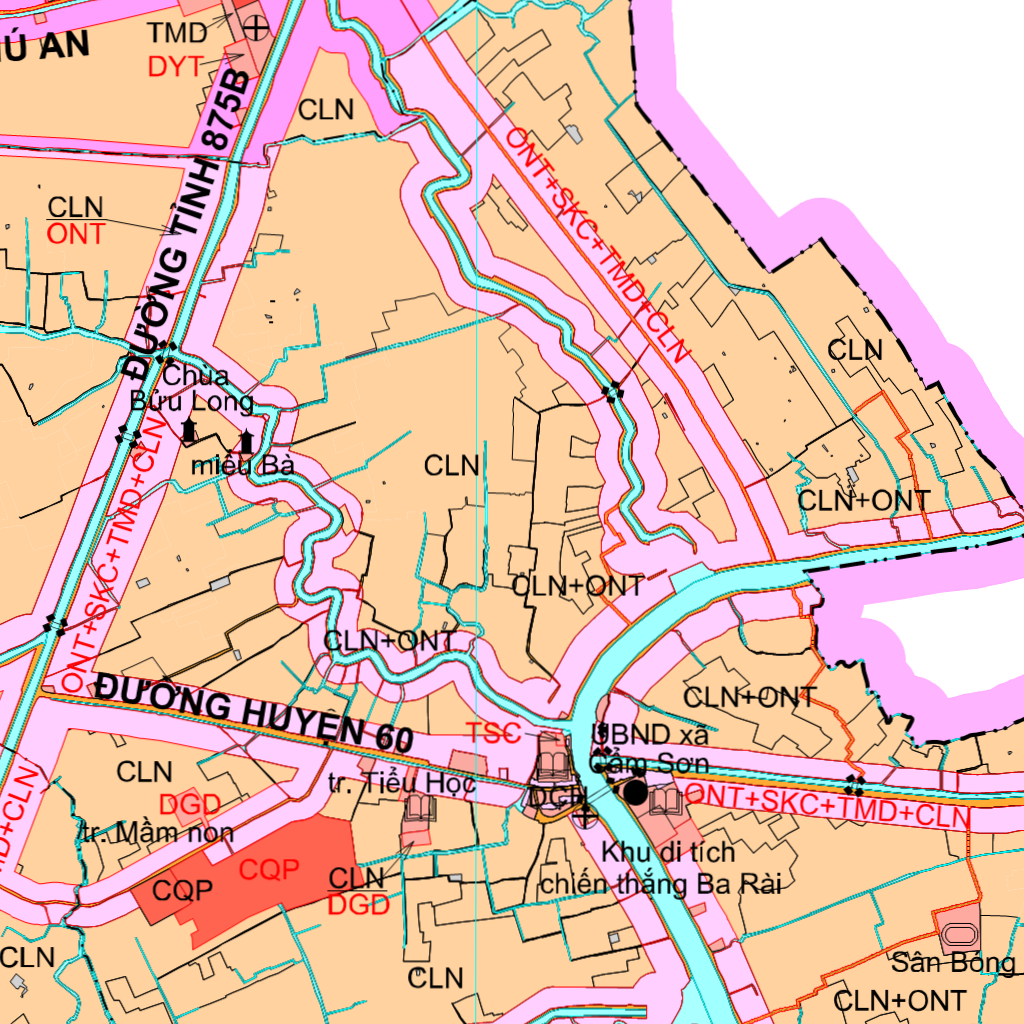 TMD
DYT
Ú AN
CLN
ĐƯỜNG TỈNH 875B
ONT+SKC+TMD+CLN
CLN
ONT
CLN
Chùa
Bửu Long
miếu Bà
CLN
CLN+ONT
ONT+SKC+TMD+CLN
CLN+ONT
CLN+ONT
ĐƯỜNG HUYỆN 60
CLN+ONT
TSC
UBND xã
Cẩm Sơn
CLN
tr. Tiểu Học
DCH
ONT+SKC+TMD+CLN
MD+CLN
DGD
tr. Mầm non
Khu di tích
chiến thắng Ba Rài
CQP
CQP
CLN
DGD
CLN
CLN
Sân Bóng
CLN+ONT